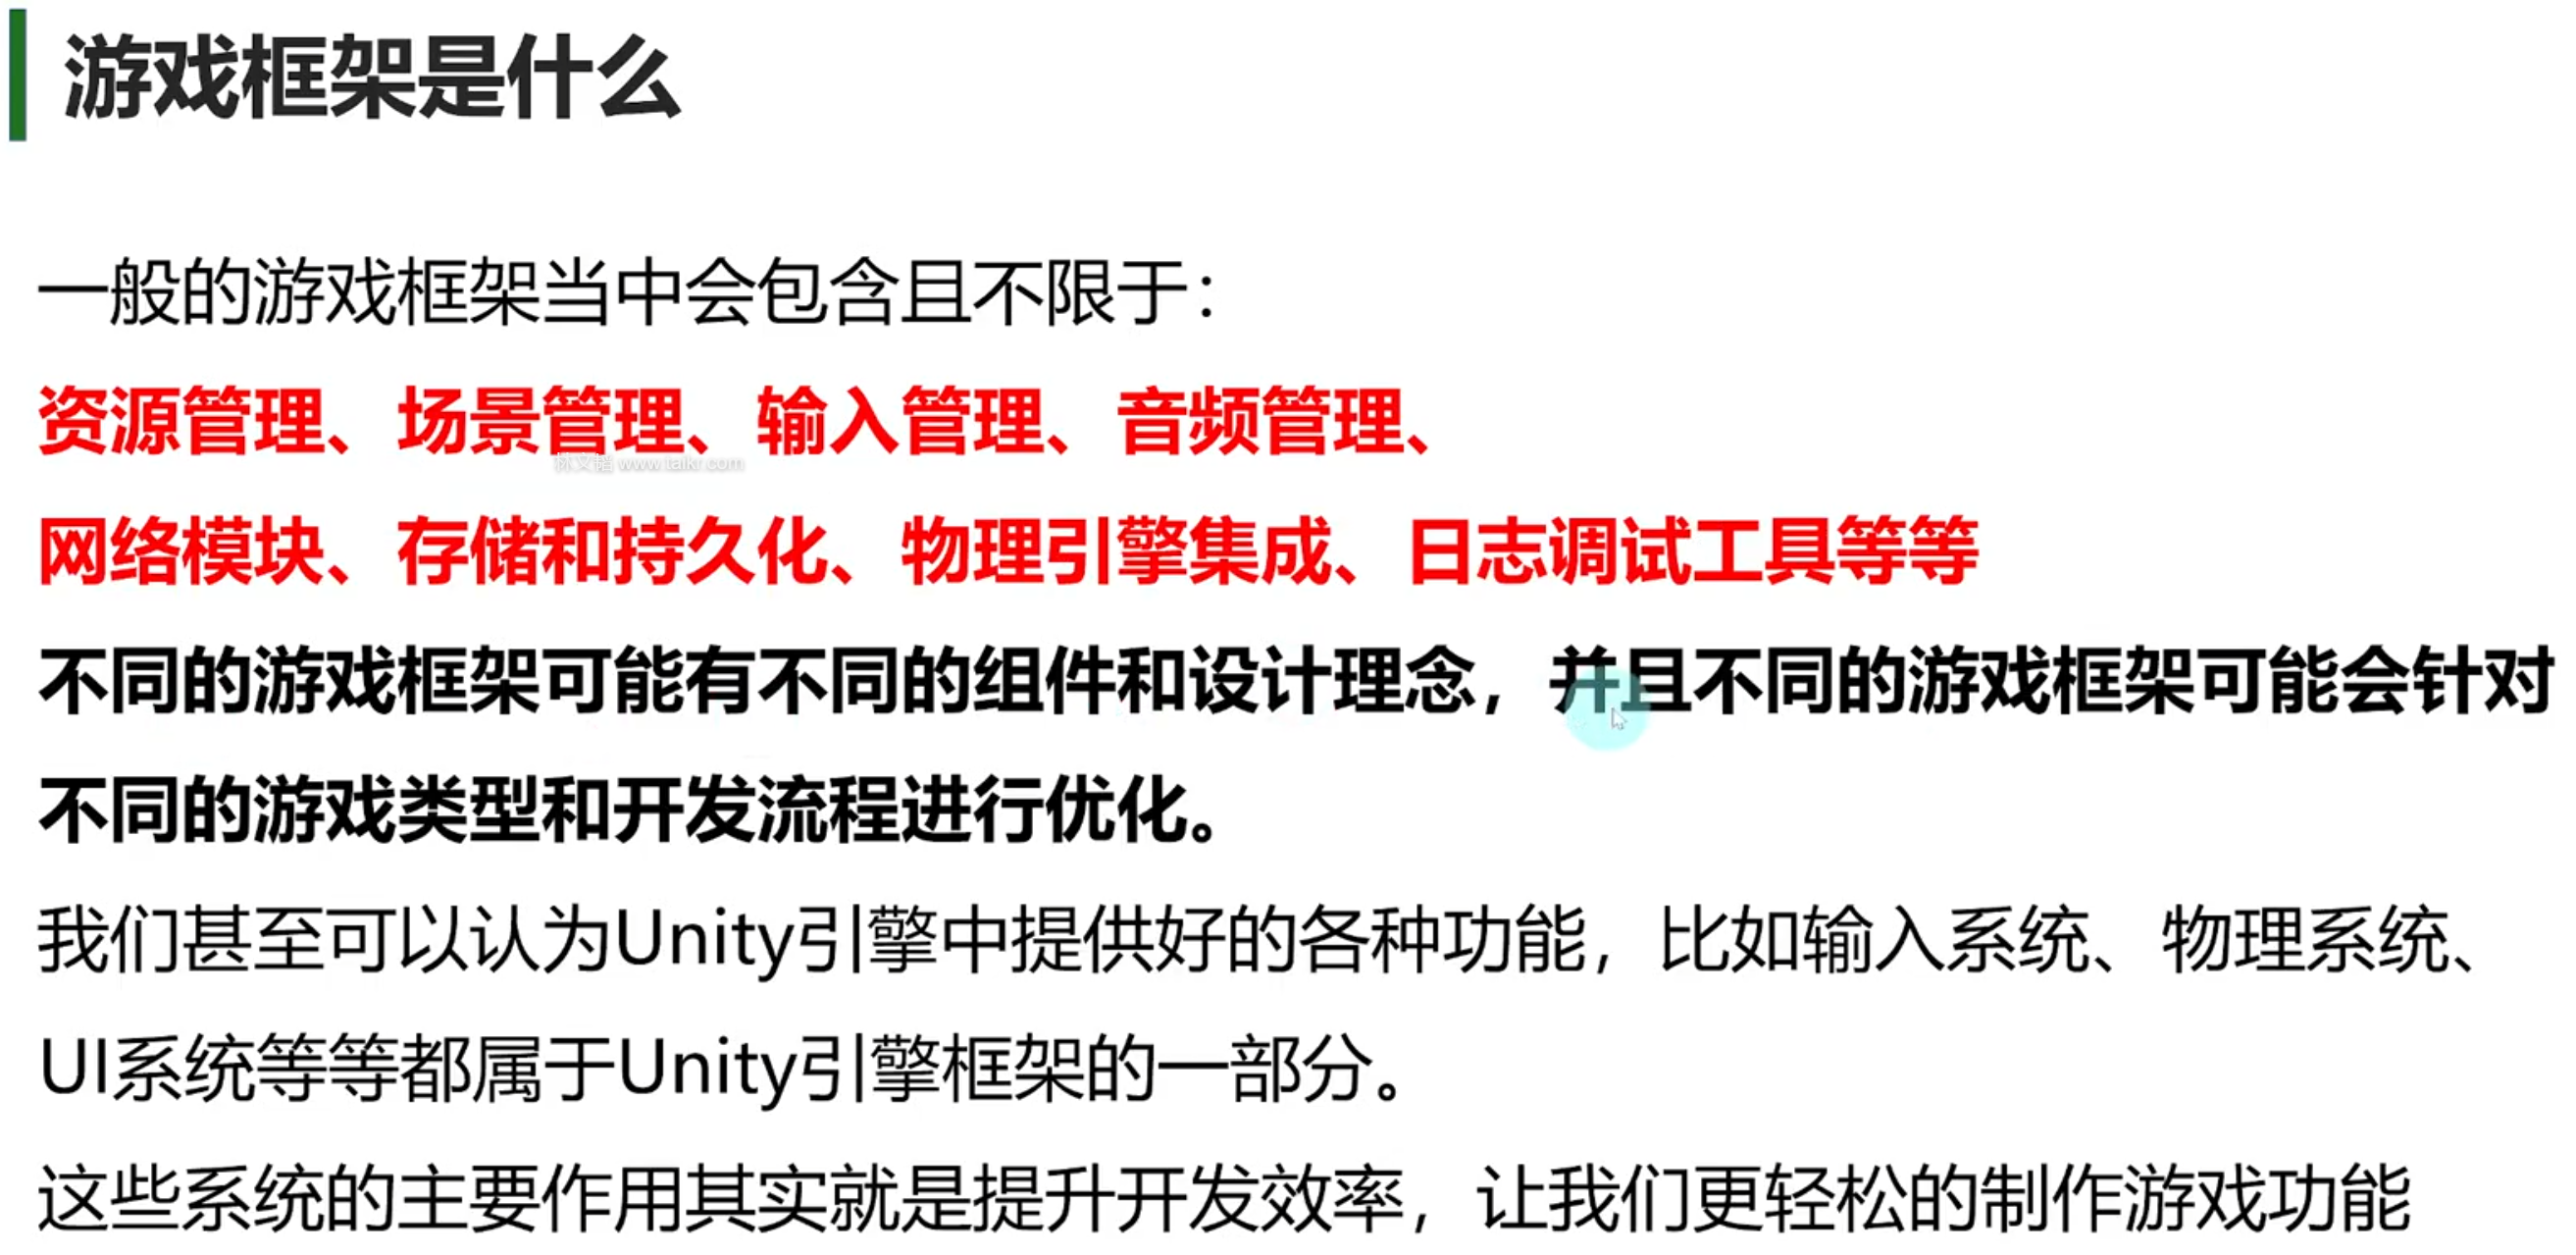 游戏框架是什么
一般的游戏框架当中会包含且不限于：
资源管理、场景管理、输入管理、音频管理、
林文韬 www.taikr.com
网络模块、存储和持久化、物理引擎集成、日志调试工具等等
不同的游戏框架可能有不同的组件和设计理念，并且不同的游戏框架可能会针对
不同的游戏类型和开发流程进行优化。
我们甚至可以认为Unity引擎中提供好的各种功能，比如输入系统、物理系统、
UI系统等等都属于Unity引擎框架的一部分。
这些系统的主要作用其实就是提升开发效率，让我们更轻松的制作游戏功能